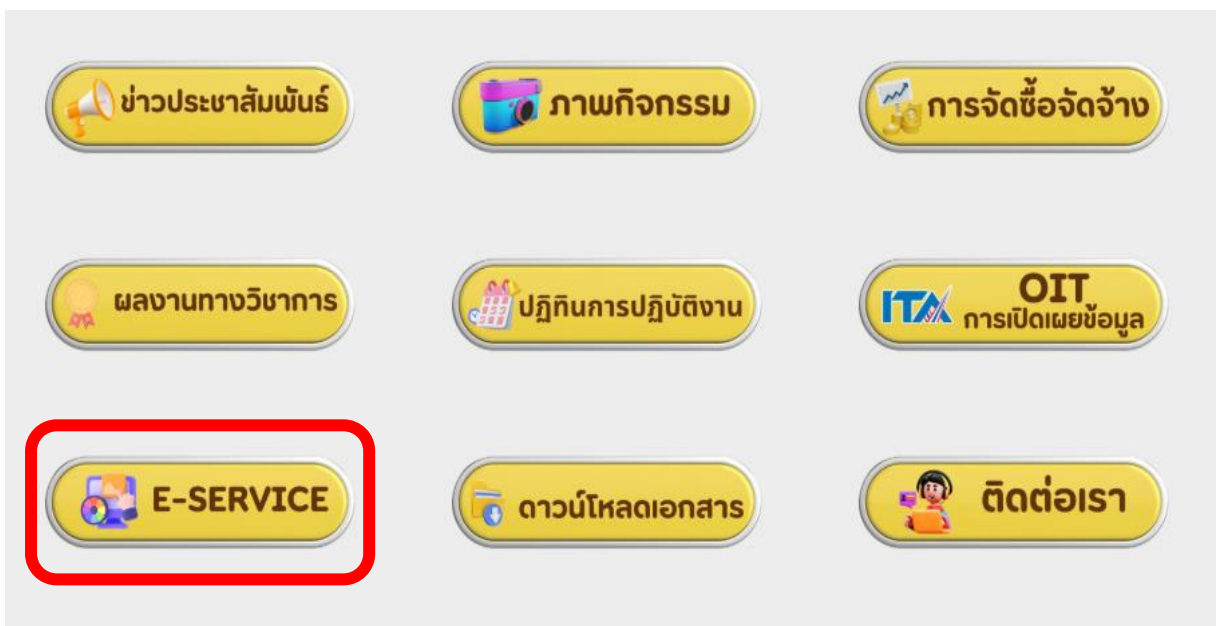 ข่าวประชาสัมพันธ์
ภาพกิจกรรม
การจัดซื้อจัดจ้าง
ผลงานทางวิชาการ
ปฏิทินการปฏิบัติงาน
ITA
OIT
การเปิดเผยข้อมูล
E-SERVICE
ดาวน์โหลดเอกสาร
ติดต่อเรา